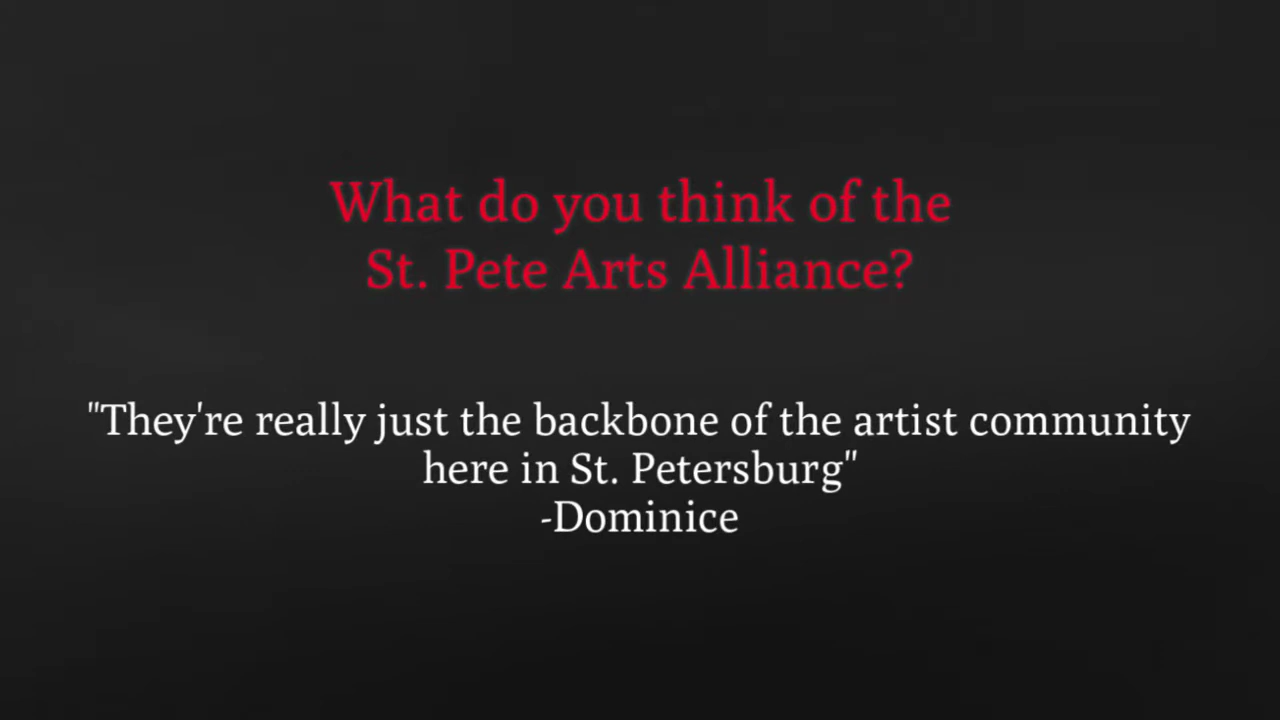 What do you think of the
St. Pete Arts Alliance?
"They're really just the backbone of the artist community
here in St. Petersburg"
-Dominice